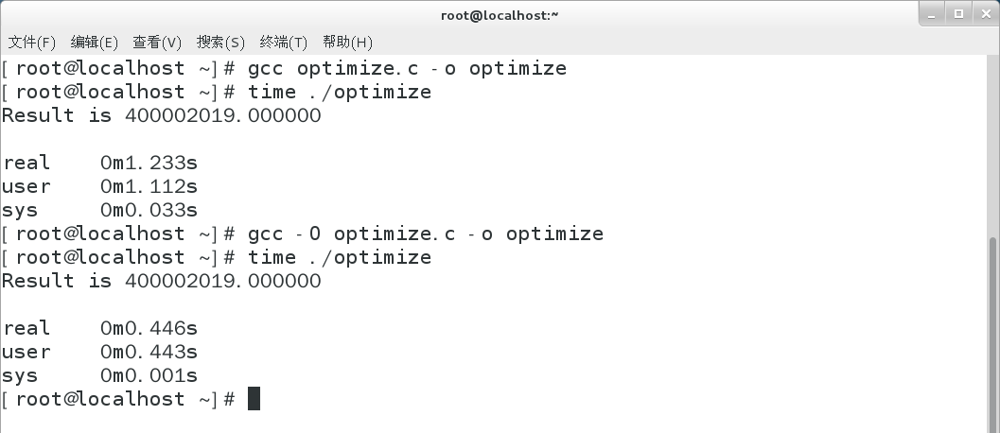 root@localhost:~
文件(F) 编辑(E) 查看(V) 搜索(S) 终端(T) 帮助(H)
[root@localhost ~]# gcc optimize.c -o optimize
[root@localhost ~]# time ./optimize
Result is 400002019.000000
real 0m1.233s
user 0m1.112s
sys 0m0.033s
[root@localhost ~]# gcc -O optimize.c -o optimize
[root@localhost ~]# time ./optimize
Result is 400002019.000000
real 0m0.446s
user 0m0.443s
sys 0m0.001s
[root@localhost ~]#